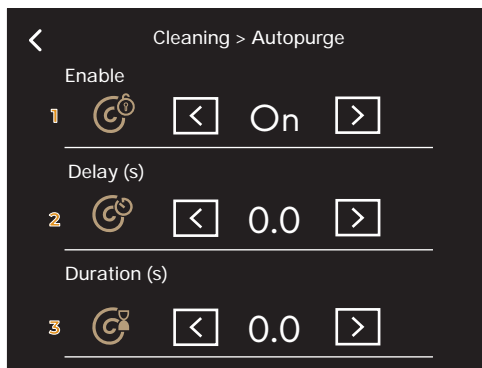 Cleaning > Autopurge
Enable
1 C On
Delay (s)
2 C 0.0
Duration (s)
3 C 0.0